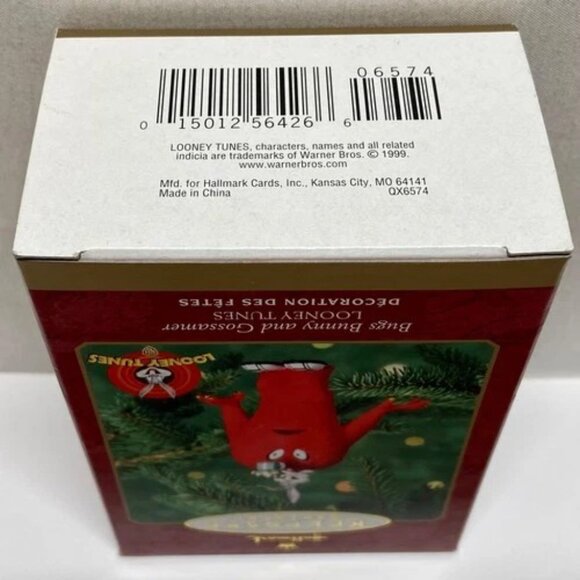 06574
0 15012 56426 6
LOONEY TUNES, characters, names and all related
indicia are trademarks of Warner Bros. © 1999.
www.warnerbros.com
Mfd. for Hallmark Cards, Inc., Kansas City, MO 64141
Made in China QX6574
DÉCORATION DES FÊTES
LOONEY TUNES
Bugs Bunny and Gossamer
LOONEY TUNES
KEEPSAKE
Hallmark